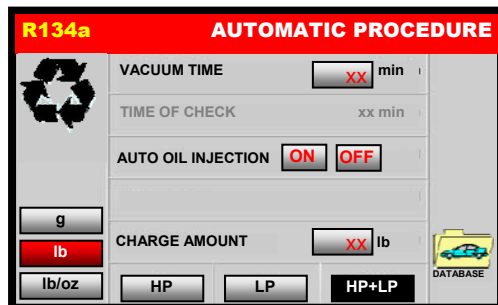 R134a AUTOMATIC PROCEDURE
VACUUM TIME xx min
TIME OF CHECK xx min
AUTO OIL INJECTION ON OFF
g
CHARGE AMOUNT xx lb
lb
DATABASE
lb/oz HP LP HP+LP